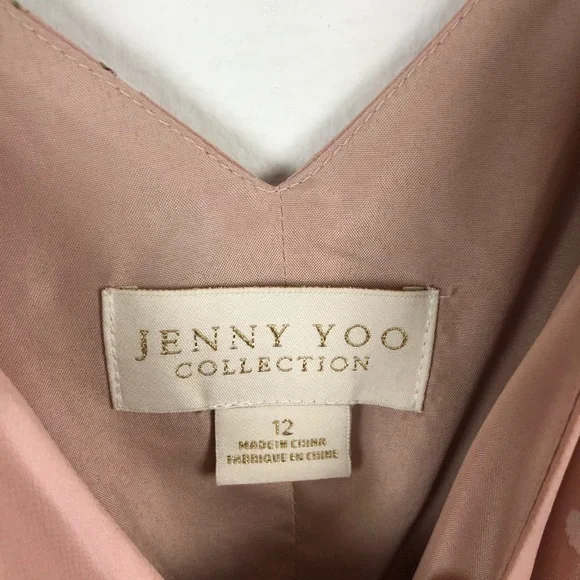 JENNY YOO
COLLECTION
12
MADE IN CHINA
FABRIQUE EN CHINE